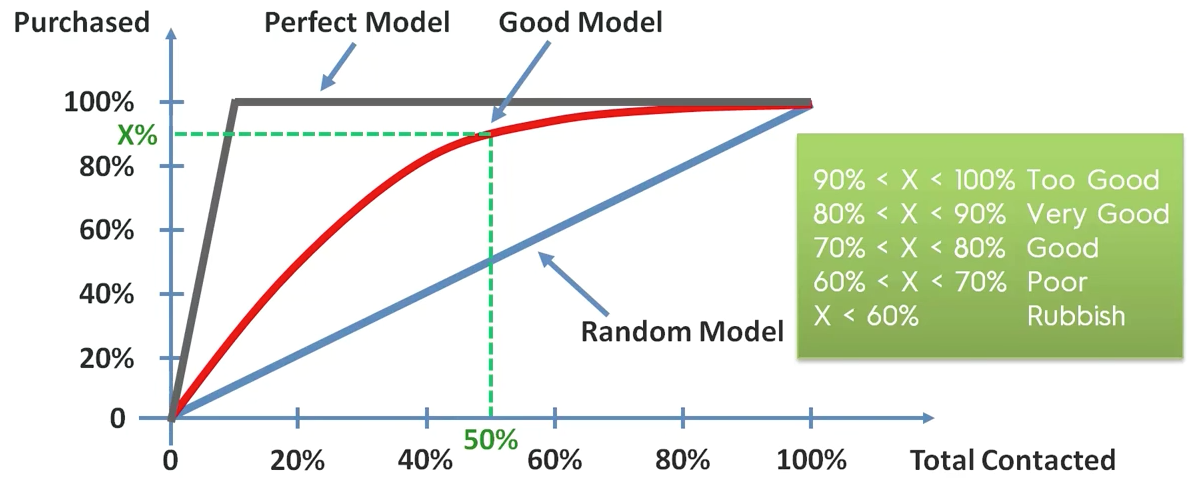 Purchased
Perfect Model
Good Model
100%
X%
80%
60%
40%
20%
0
Random Model
90% < X < 100% Too Good
80% < X < 90% Very Good
70% < X < 80% Good
60% < X < 70% Poor
X < 60% Rubbish
50%
0
20%
40%
60%
80%
100%
Total Contacted